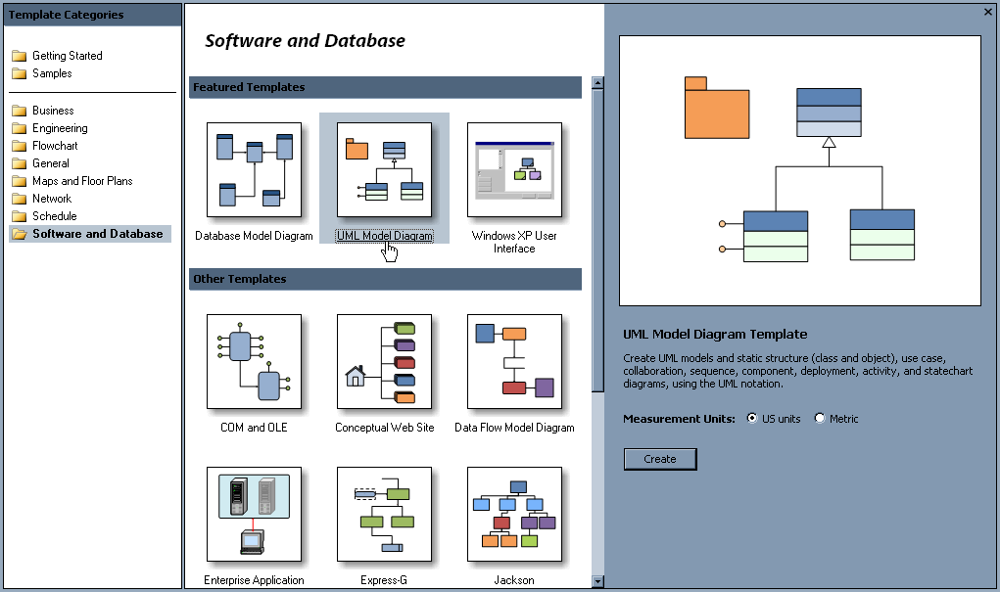 Template Categories
Getting Started
Samples
Business
Engineering
Flowchart
General
Maps and Floor Plans
Network
Schedule
Software and Database
Software and Database
Featured Templates
Database Model Diagram
UML Model Diagram
Windows XP User
Interface
Other Templates
COM and OLE
Conceptual Web Site
Data Flow Model Diagram
Enterprise Application
Express-G
Jackson
UML Model Diagram Template
Create UML models and static structure (class and object), use case,
collaboration, sequence, component, deployment, activity, and statechart
diagrams, using the UML notation.
Measurement Units: US units Metric
Create